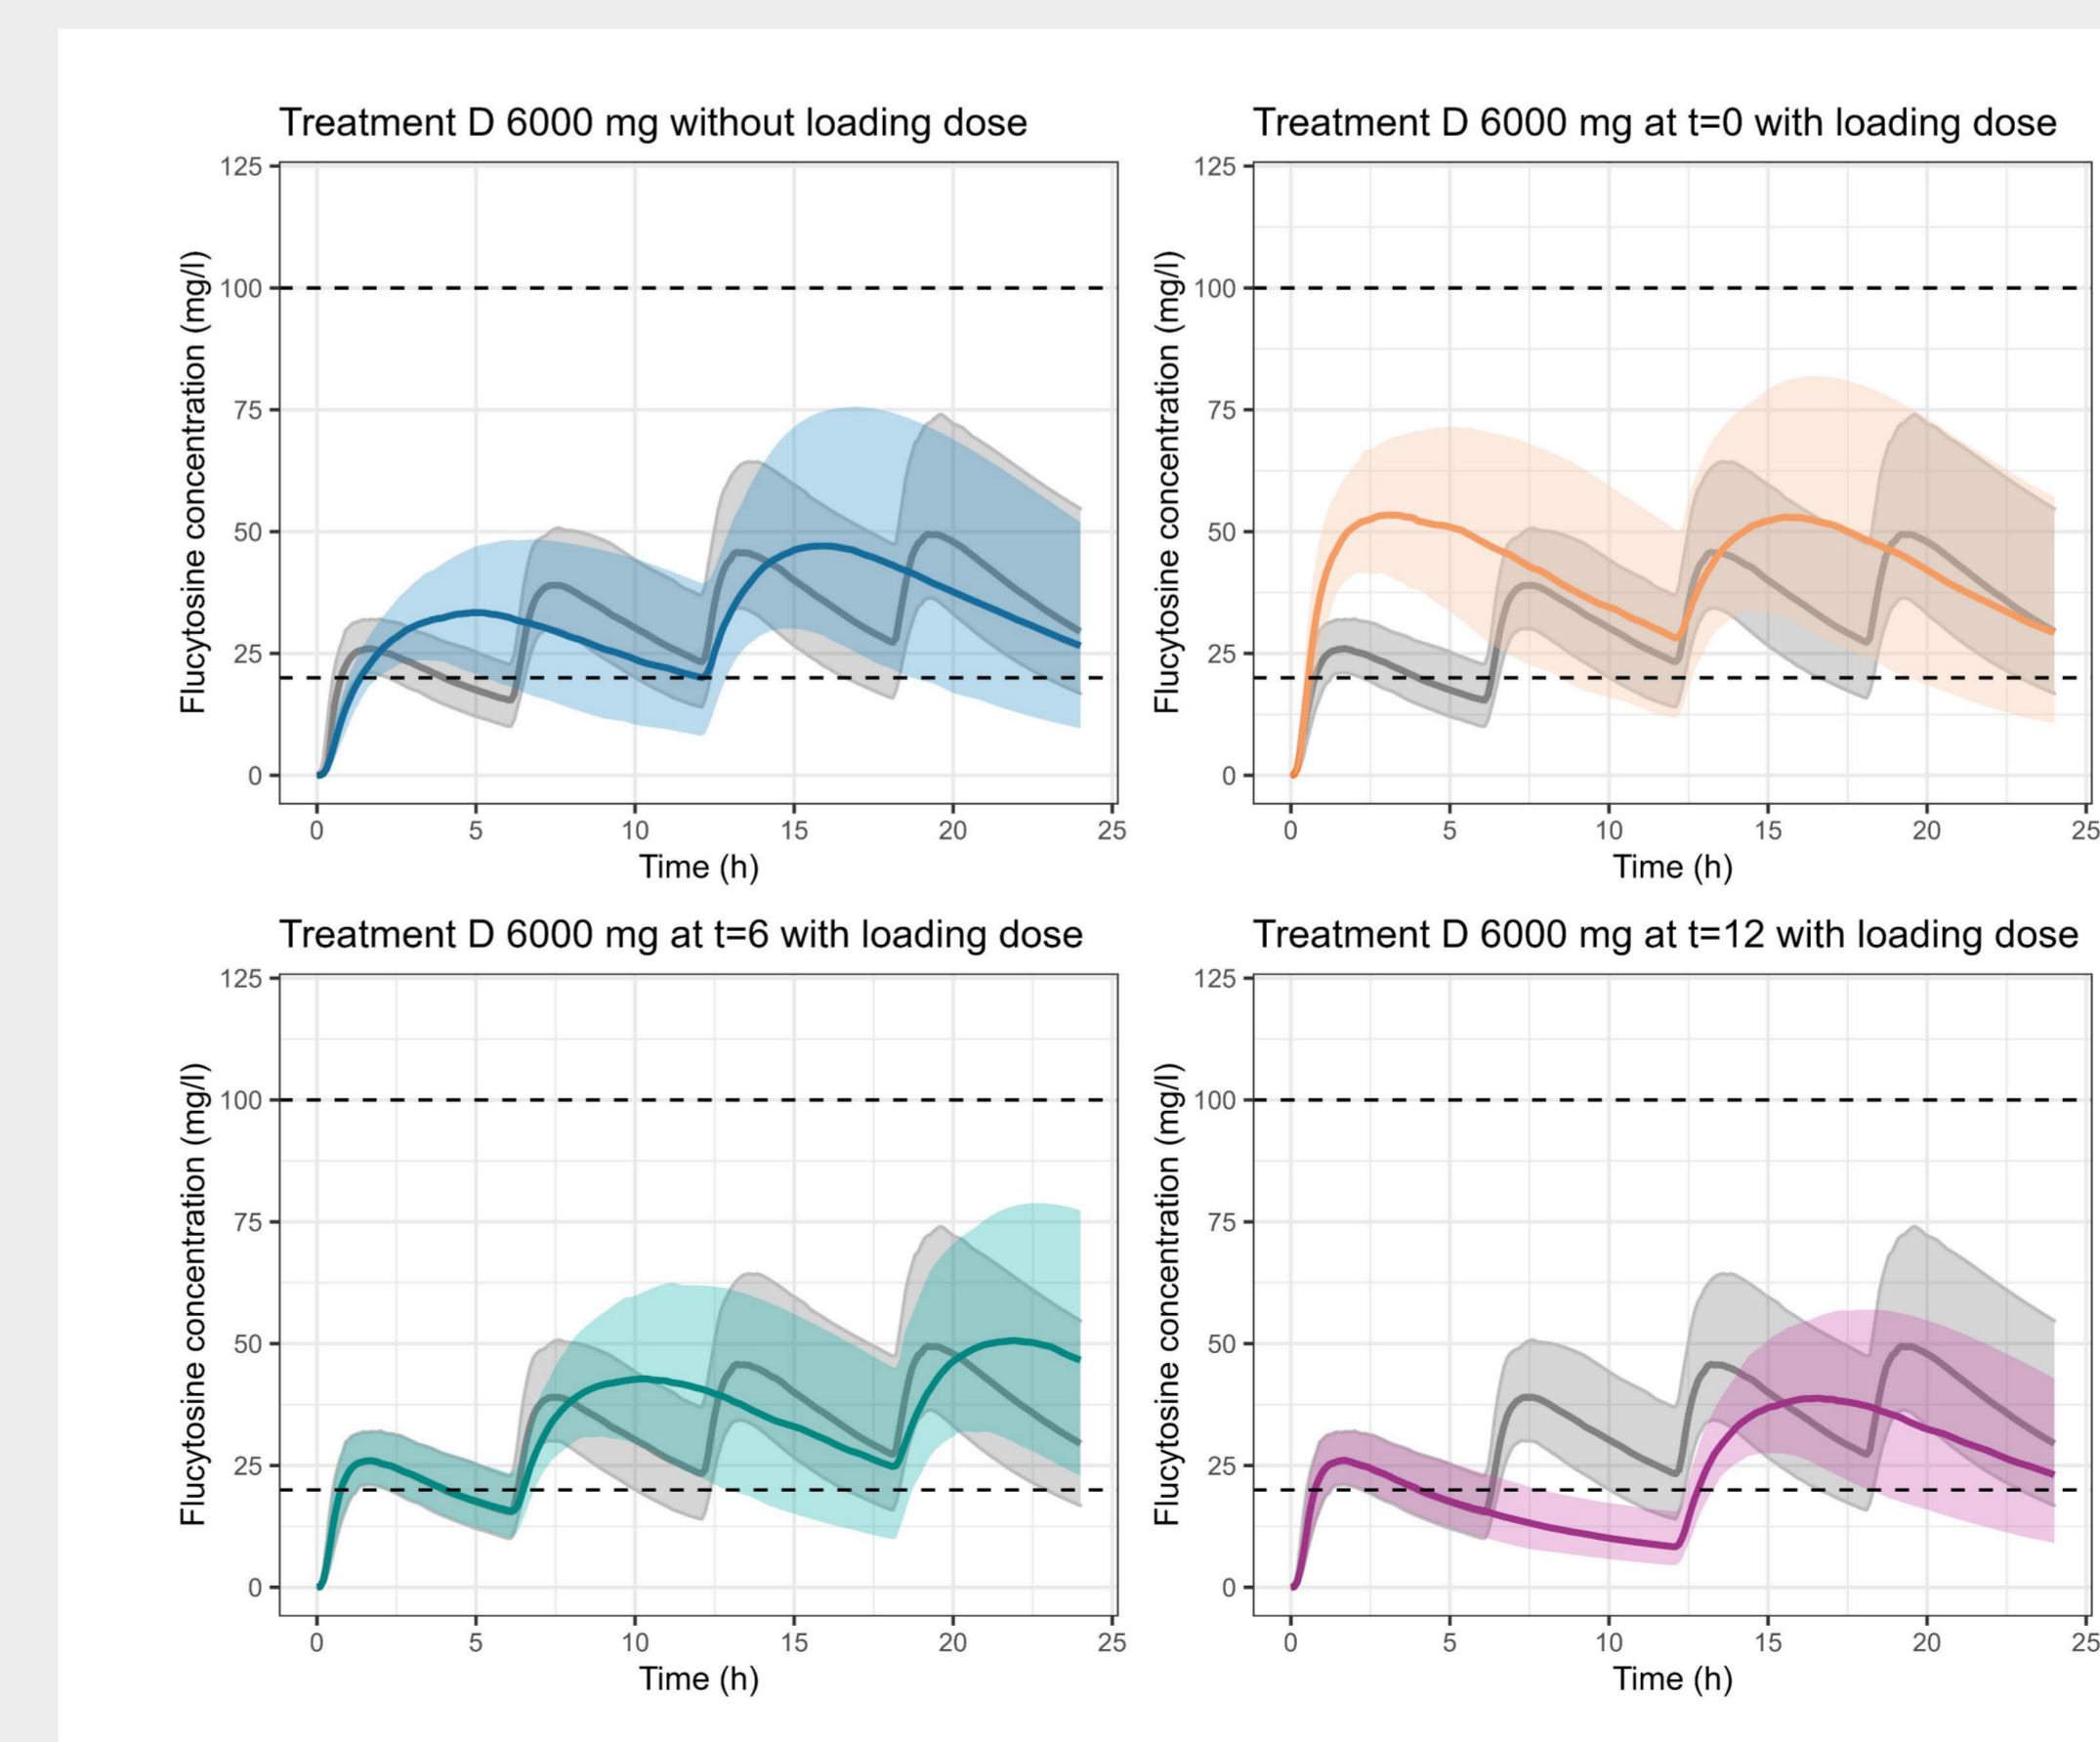 Treatment D 6000 mg without loading dose
Flucytosine concentration (mg/l)
125
100
75
50
25
0
0 5 10 15 20 25
Time (h)
Treatment D 6000 mg at t=0 with loading dose
Flucytosine concentration (mg/l)
125
100
75
50
25
0
0 5 10 15 20 25
Time (h)
Treatment D 6000 mg at t=6 with loading dose
Flucytosine concentration (mg/l)
125
100
75
50
25
0
0 5 10 15 20 25
Time (h)
Treatment D 6000 mg at t=12 with loading dose
Flucytosine concentration (mg/l)
125
100
75
50
25
0
0 5 10 15 20 25
Time (h)